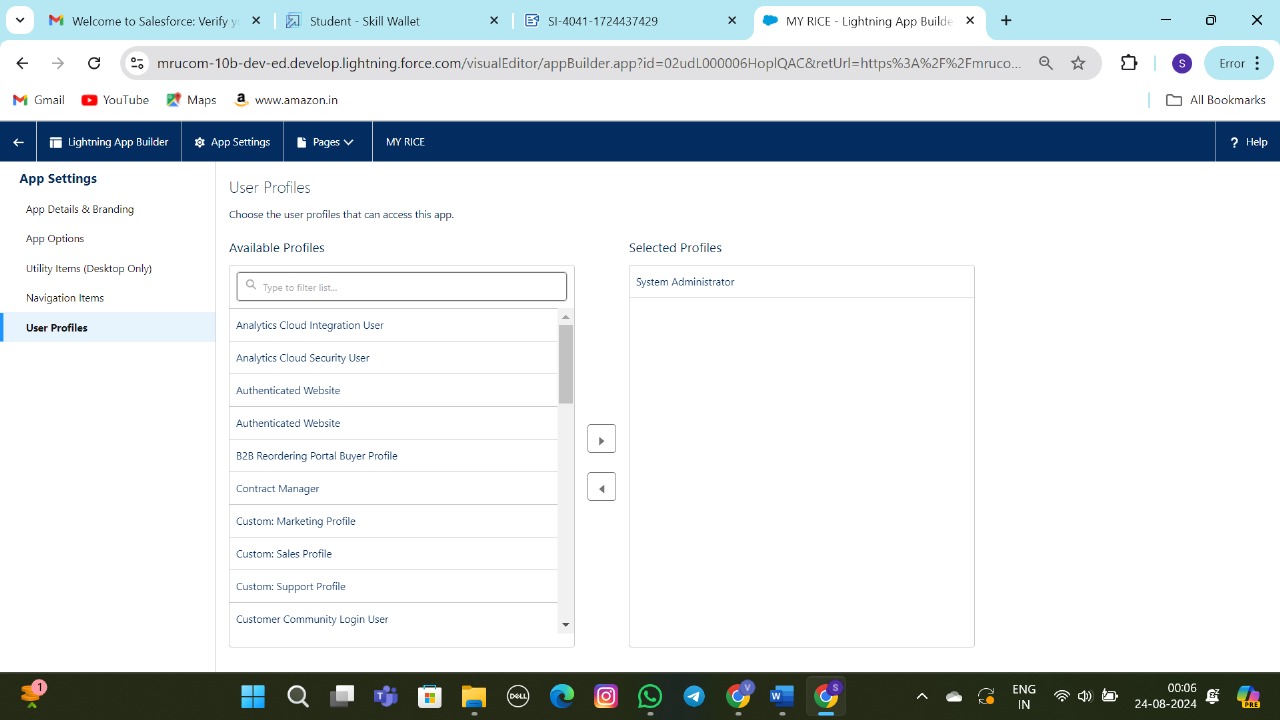 Welcome to Salesforce: Verify yo
Student - Skill Wallet
SI-4041-1724437429
MY RICE - Lightning App Builde
mrucom-10b-dev-ed.develop.lightning.force.com/visualEditor/appBuilder.app?id=02udL000006HoplQAC&retUrl=https%3A%2F%2Fmruco...
S
Error
Gmail
YouTube
Maps
www.amazon.in
All Bookmarks
Lightning App Builder
App Settings
Pages
MY RICE
? Help
App Settings
App Details & Branding
App Options
Utility Items (Desktop Only)
Navigation Items
User Profiles
User Profiles
Choose the user profiles that can access this app.
Available Profiles
Type to filter list...
Analytics Cloud Integration User
Analytics Cloud Security User
Authenticated Website
Authenticated Website
B2B Reordering Portal Buyer Profile
Contract Manager
Custom: Marketing Profile
Custom: Sales Profile
Custom: Support Profile
Customer Community Login User
Selected Profiles
System Administrator
1
DELL
V
W
S
ENG
IN
00:06
24-08-2024
PRE